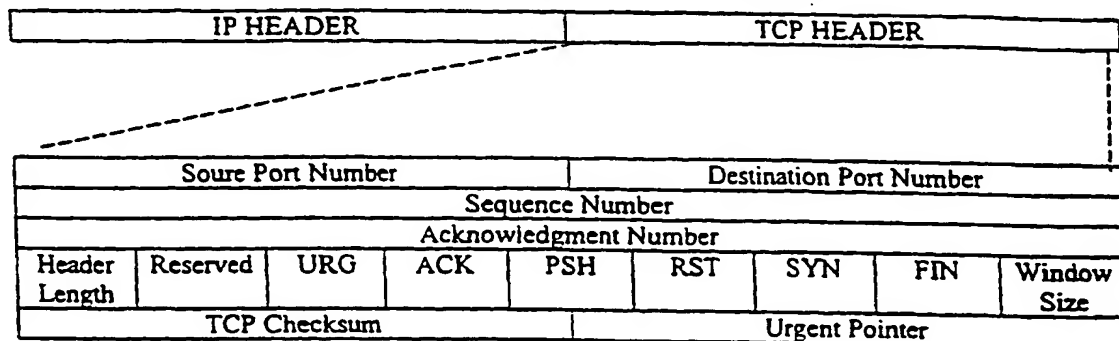 IP HEADER TCP HEADER
Soure Port Number Destination Port Number
Sequence Number
Acknowledgment Number
Header Length Reserved URG ACK PSH RST SYN FIN Window Size
TCP Checksum Urgent Pointer